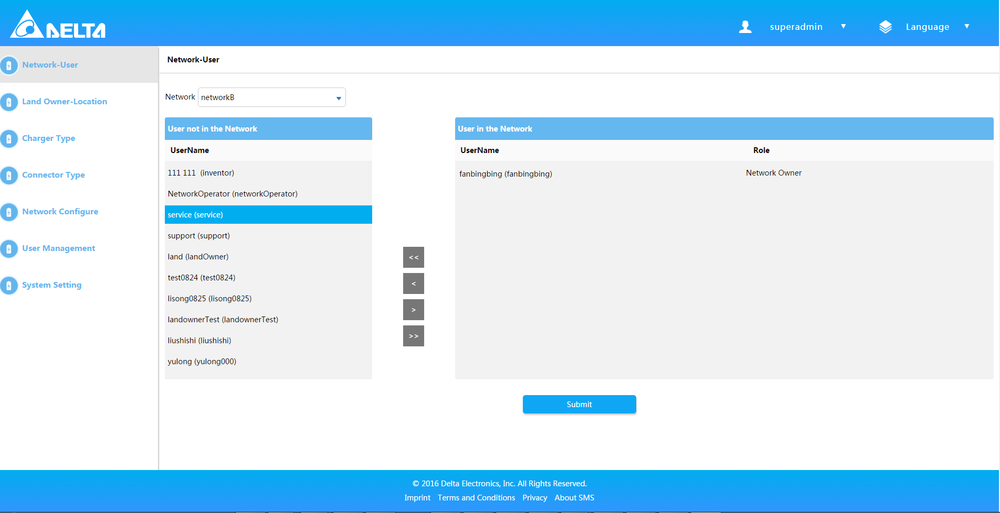 DELTA
superadmin ▼ Language ▼
Network-User
Land Owner-Location
Charger Type
Connector Type
Network Configure
User Management
System Setting
Network-User
Network networkB
User not in the Network
UserName
111 111  (inventor)
NetworkOperator (networkOperator)
service (service)
support (support)
land (landOwner)
test0824 (test0824)
lisong0825 (lisong0825)
landownerTest (landownerTest)
liushishi (liushishi)
yulong (yulong000)
<<
<
>
>>
User in the Network
UserName Role
fanbingbing (fanbingbing) Network Owner
Submit
© 2016 Delta Electronics, Inc. All Rights Reserved.
Imprint Terms and Conditions Privacy About SMS